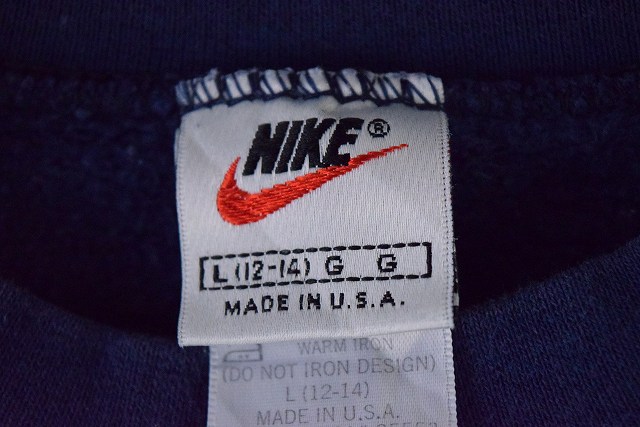 NIKE®
L (12-14) G G
MADE IN U.S.A.
WARM IRON
(DO NOT IRON DESIGN)
L (12-14)
MADE IN U.S.A.